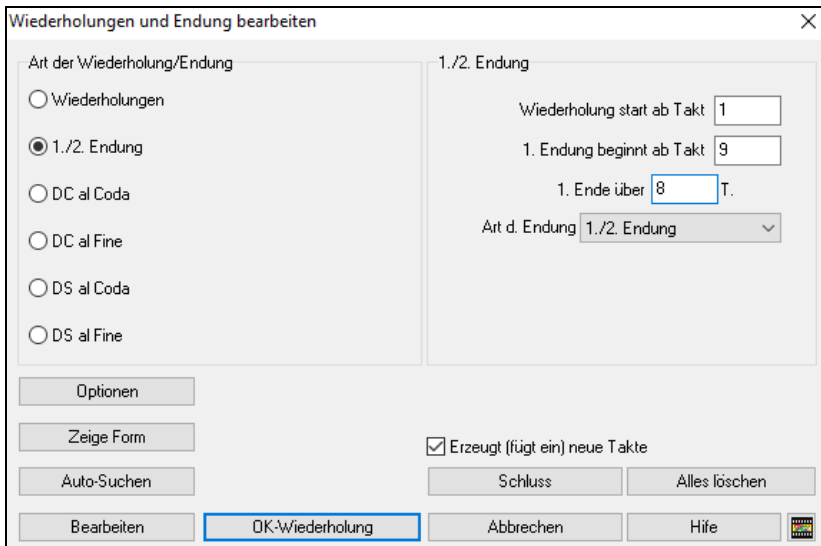 Wiederholungen und Endung bearbeiten
Art der Wiederholung/Endung
Wiederholungen
1./2. Endung
DC al Coda
DC al Fine
DS al Coda
DS al Fine
1./2. Endung
Wiederholung start ab Takt 1
1. Endung beginnt ab Takt 9
1. Ende über 8 T.
Art d. Endung 1./2. Endung
Optionen
Zeige Form
Erzeugt (fügt ein) neue Takte
Auto-Suchen Schluss Alles löschen
Bearbeiten OK-Wiederholung Abbrechen Hife